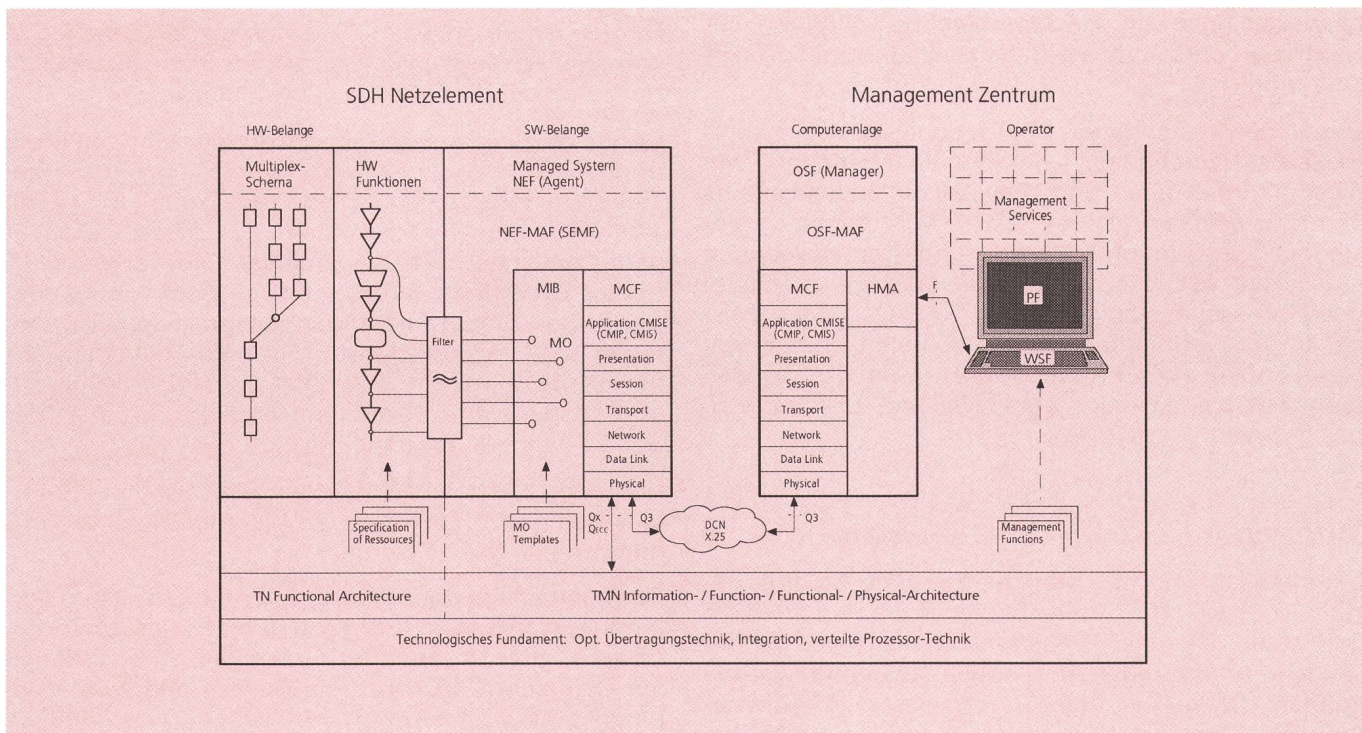 SDH Netzelement
Management Zentrum
HW-Belange
SW-Belange
Computeranlage
Operator
Multiplex-
Schema
HW
Funktionen
Managed System
NEF (Agent)
OSF (Manager)
Management
Services
NEF-MAF (SEMF)
OSF-MAF
MIB
MCF
MCF
HMA
F
PF
Application CMISE
(CMIP, CMIS)
Application CMISE
(CMIP, CMIS)
Filter
MO
Presentation
Presentation
WSF
Session
Session
Transport
Transport
Network
Network
Data Link
Data Link
Physical
Physical
Specification
of Ressources
MO
Templates
Qx
QECC
Q3
DCN
X.25
Q3
Management
Functions
TN Functional Architecture
TMN Information- / Function- / Functional- / Physical-Architecture
Technologisches Fundament: Opt. Übertragungstechnik, Integration, verteilte Prozessor-Technik